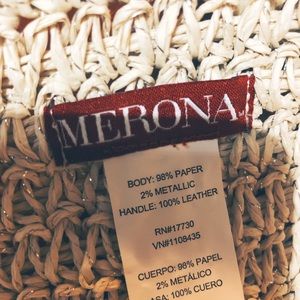 MERONA
BODY: 98% PAPER
2% METALLIC
HANDLE: 100% LEATHER
RN#17730
VN#1108435
CUERPO: 98% PAPEL
2% METÁLICO
ASA: 100% CUERO